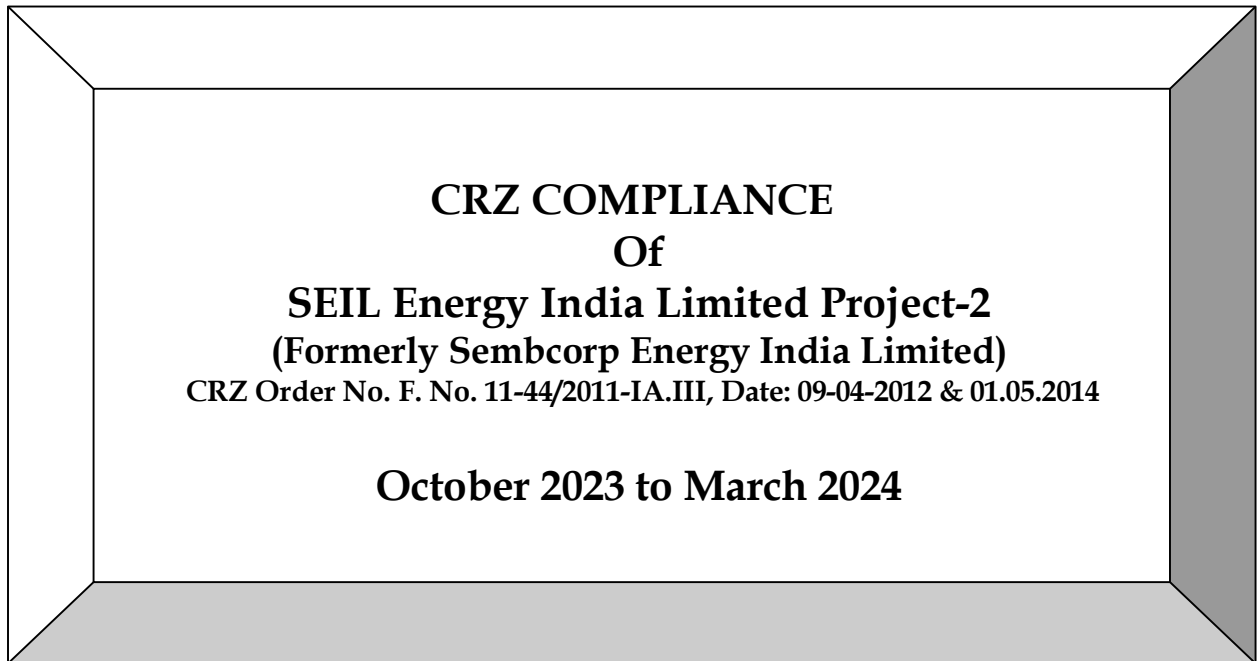 CRZ COMPLIANCE
Of
SEIL Energy India Limited Project-2
(Formerly Sembcorp Energy India Limited)
CRZ Order No. F. No. 11-44/2011-IA.III, Date: 09-04-2012 & 01.05.2014
October 2023 to March 2024